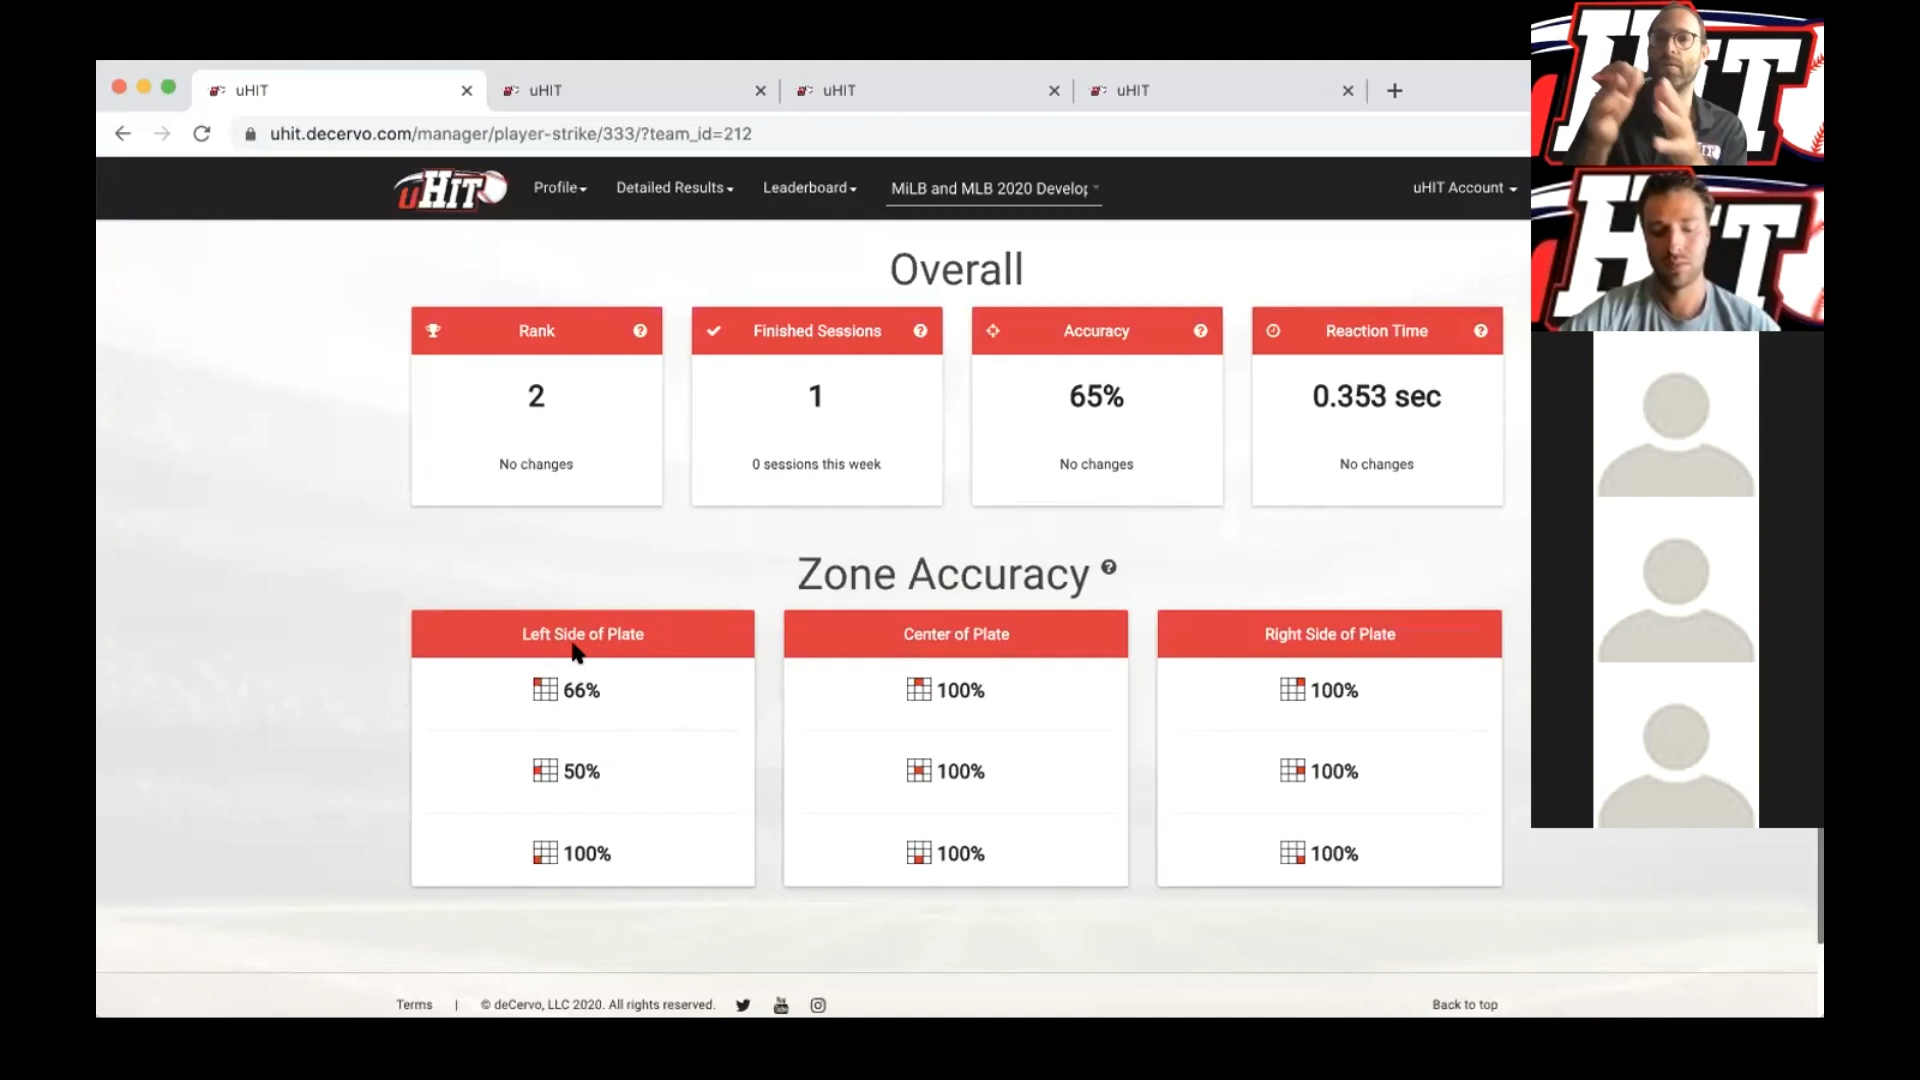 uHIT
uHIT
uHIT
uHIT
uhit.decervo.com/manager/player-strike/333/?team_id=212
uHIT
Profile
Detailed Results
Leaderboard
MiLB and MLB 2020 Develop
uHIT Account
Overall
Rank
Finished Sessions
Accuracy
Reaction Time
2
1
65%
0.353 sec
No changes
0 sessions this week
No changes
No changes
Zone Accuracy
Left Side of Plate
Center of Plate
Right Side of Plate
66%
100%
100%
50%
100%
100%
100%
100%
100%
Terms | © deCervo, LLC 2020. All rights reserved.
Back to top